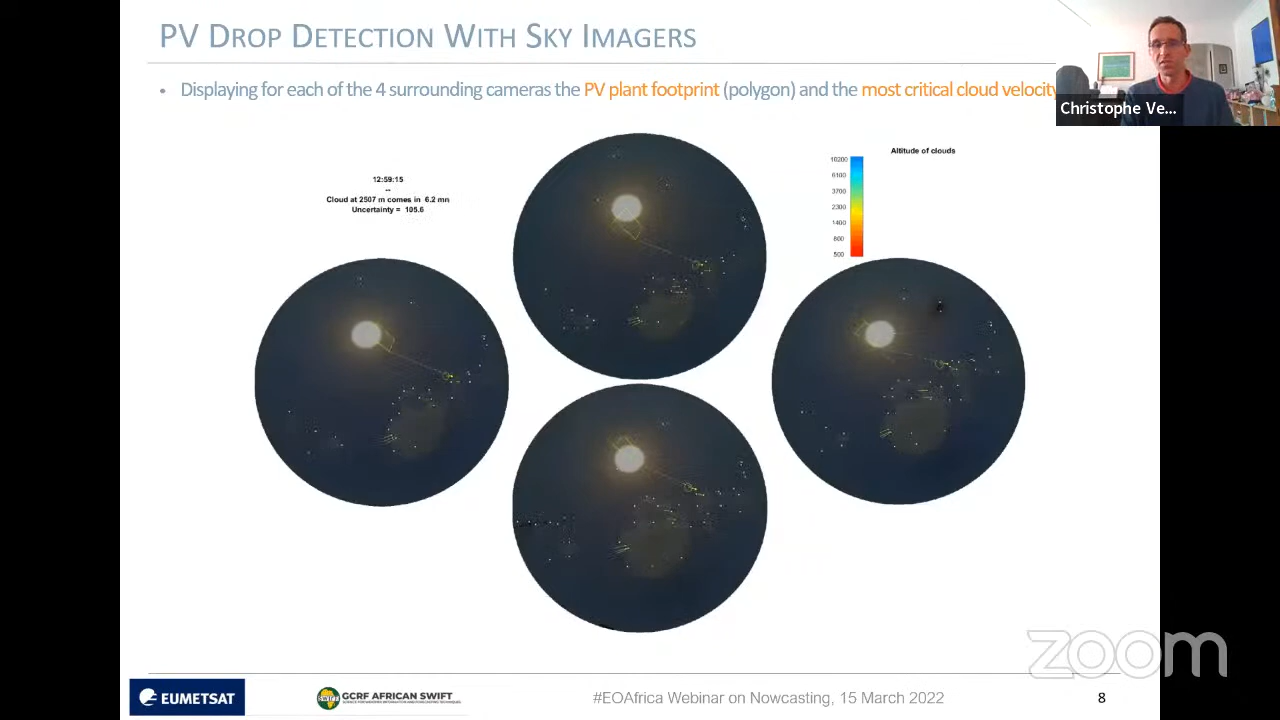 PV DROP DETECTION WITH SKY IMAGERS
• Displaying for each of the 4 surrounding cameras the PV plant footprint (polygon) and the most critical cloud velocity
Christophe Ve...
12:59:15
--
Cloud at 2507 m comes in 6.2 mn
Uncertainty = 105.6
Altitude of clouds
10200
6100
3700
2300
1400
800
500
zoom
EUMETSAT
SWIFT
GCRF AFRICAN SWIFT
#EOAfrica Webinar on Nowcasting, 15 March 2022
8